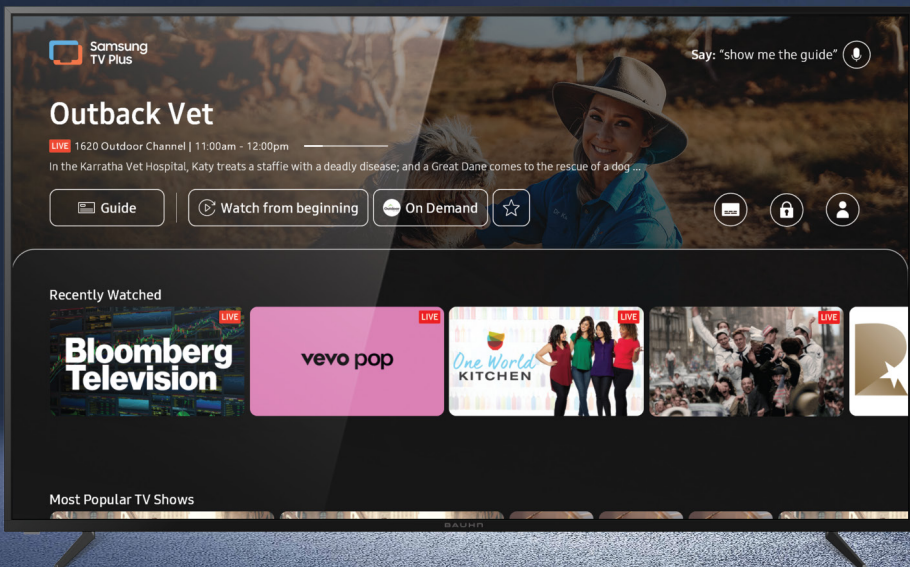 Samsung
TV Plus
Say: "show me the guide"
Outback Vet
LIVE 1620 Outdoor Channel | 11:00am - 12:00pm
In the Karratha Vet Hospital, Katy treats a staffie with a deadly disease; and a Great Dane comes to the rescue of a dog ...
Guide
Watch from beginning
On Demand
Recently Watched
LIVE
LIVE
LIVE
LIVE
Bloomberg
Television
vevo pop
One World
KITCHEN
Most Popular TV Shows
BAUHN